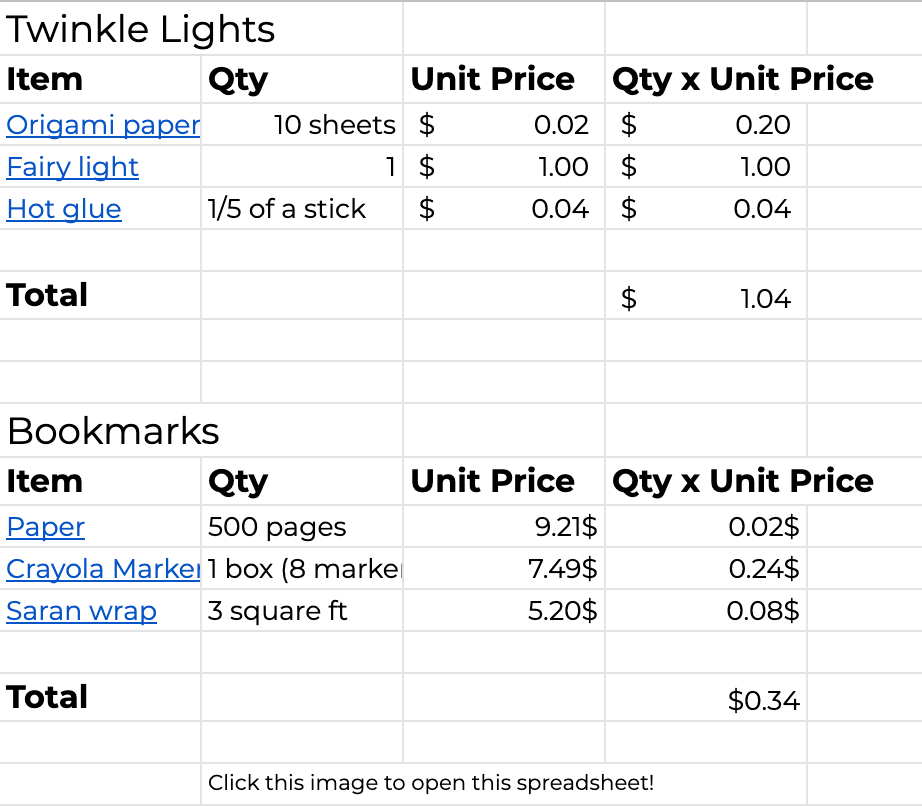 Twinkle Lights
Item Qty Unit Price Qty x Unit Price
Origami paper 10 sheets $ 0.02 $ 0.20
Fairy light 1 $ 1.00 $ 1.00
Hot glue 1/5 of a stick $ 0.04 $ 0.04
Total $ 1.04
Bookmarks
Item Qty Unit Price Qty x Unit Price
Paper 500 pages 9.21$ 0.02$
Crayola Marker 1 box (8 marker 7.49$ 0.24$
Saran wrap 3 square ft 5.20$ 0.08$
Total $0.34
Click this image to open this spreadsheet!